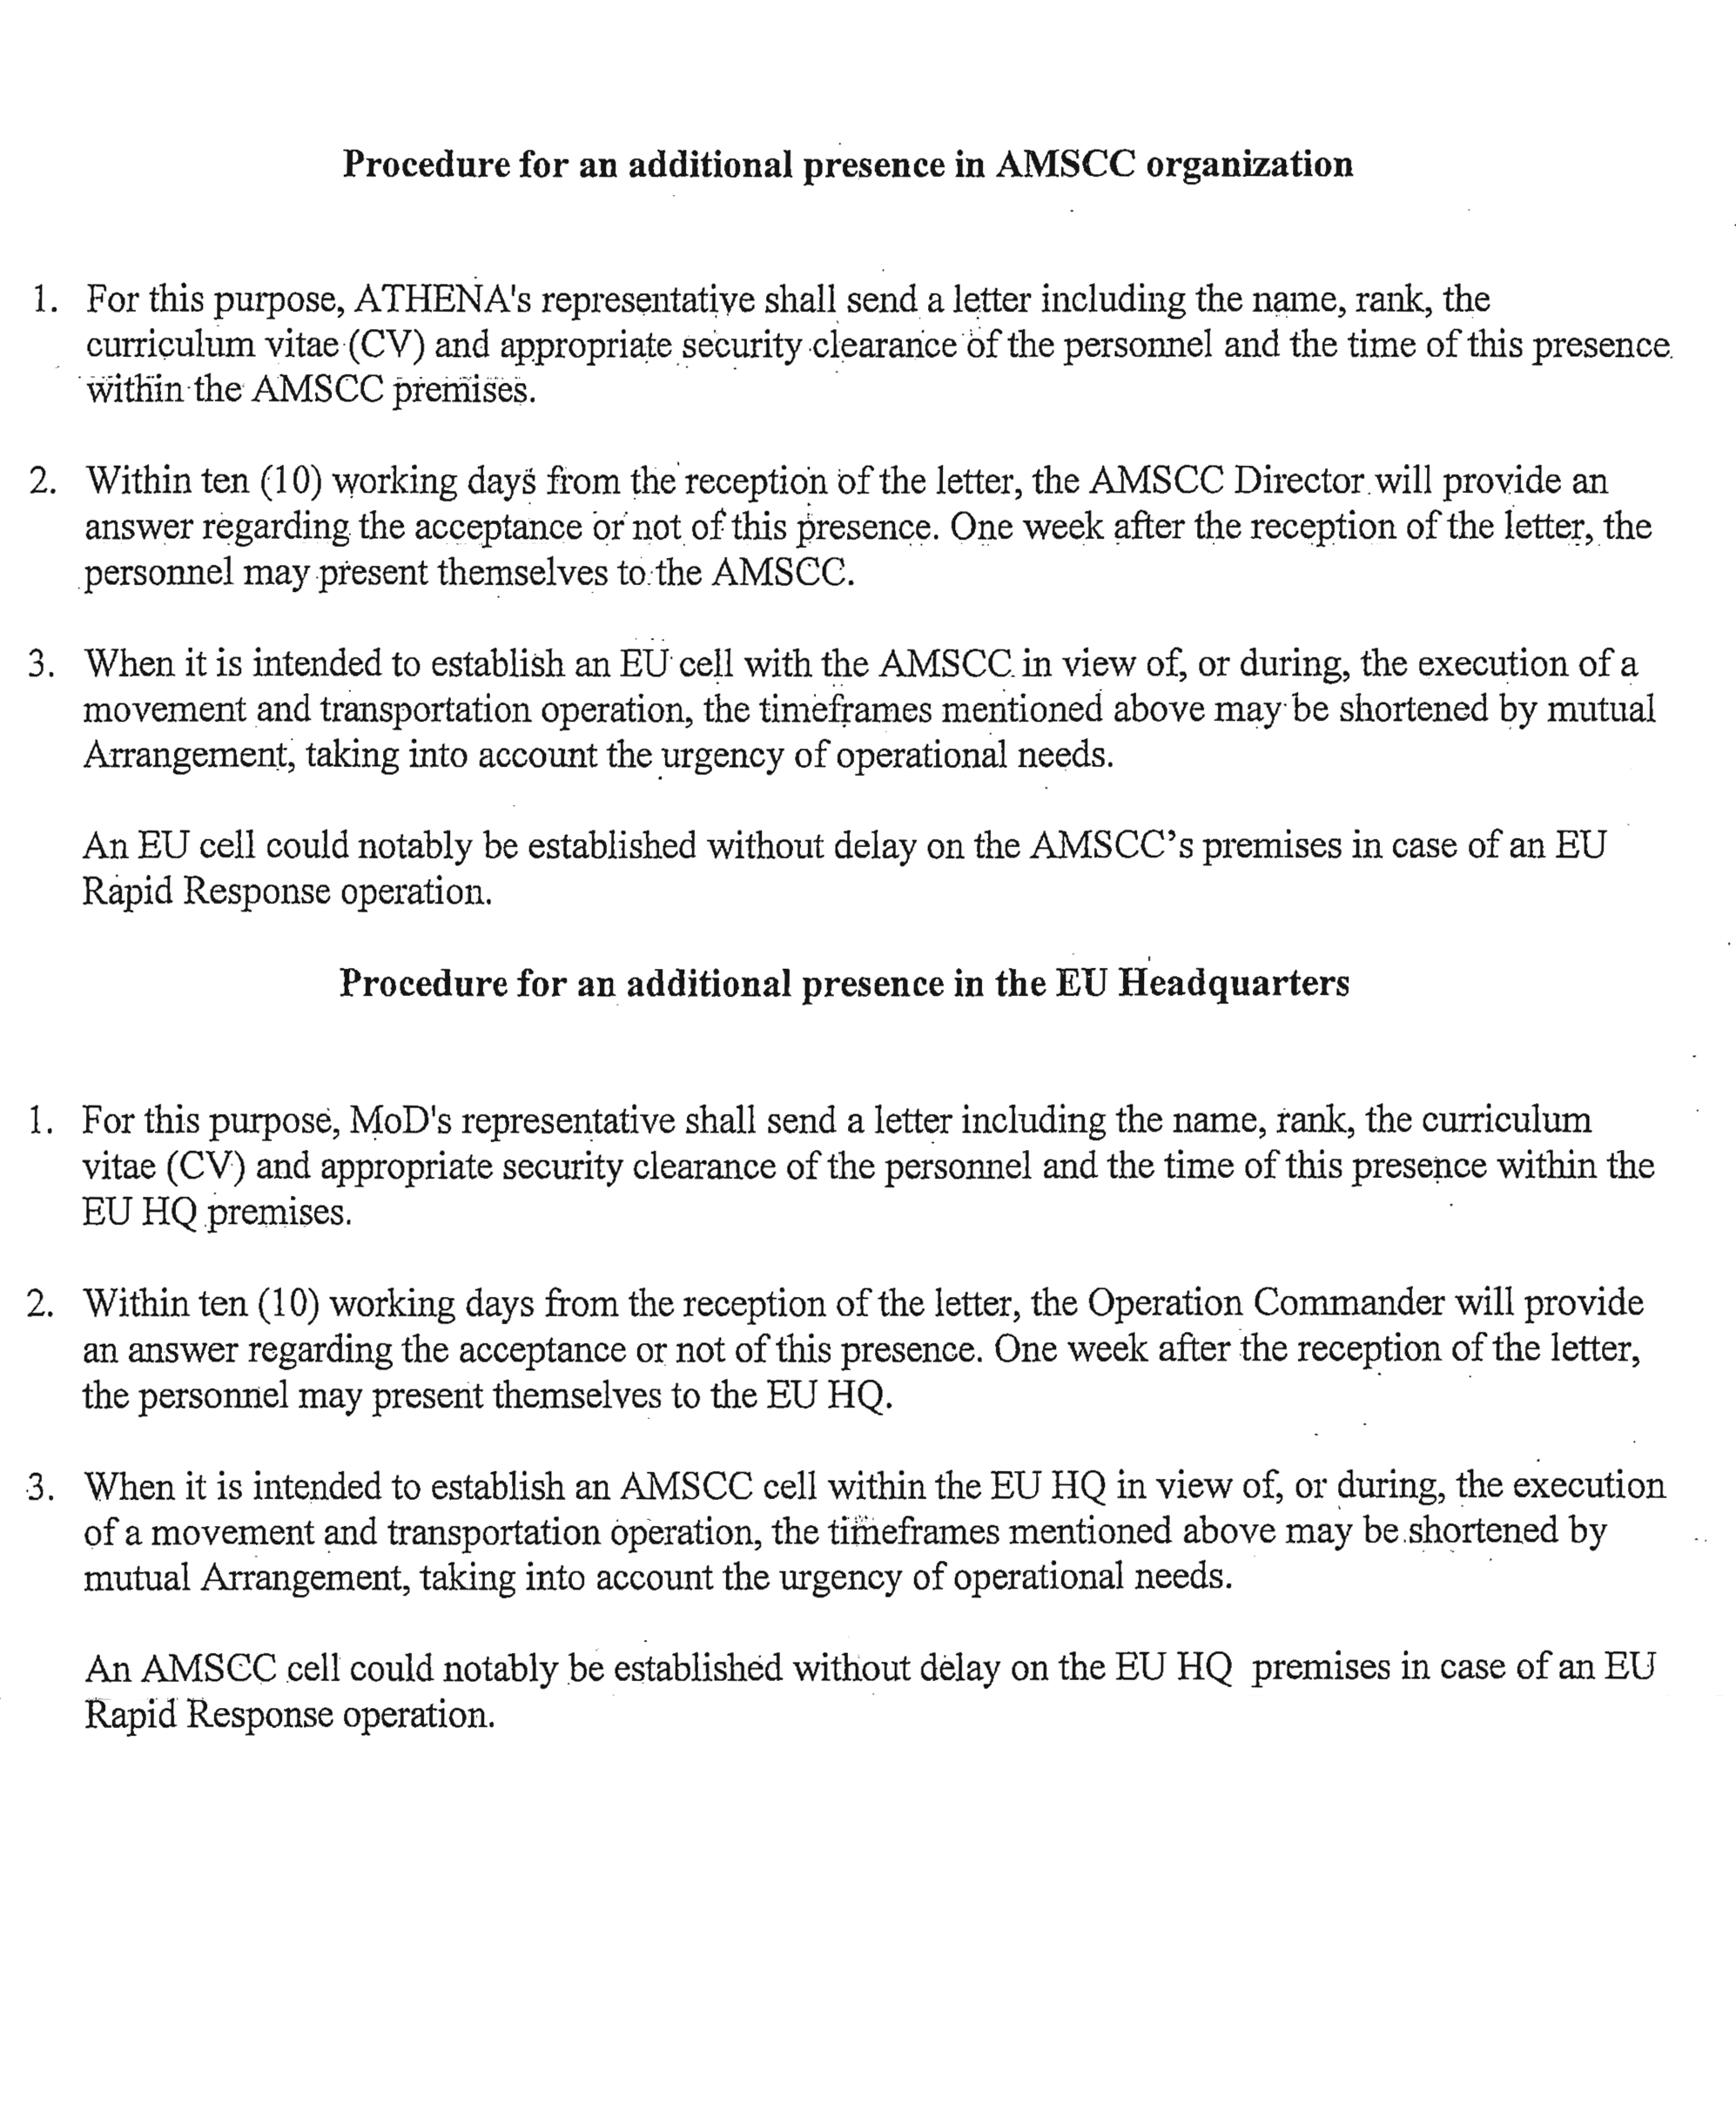 Procedure for an additional presence in AMSCC organization
1. For this purpose, ATHENA's representative shall send a letter including the name, rank, the
curriculum vitae (CV) and appropriate security clearance of the personnel and the time of this presence
within the AMSCC premises.
2. Within ten (10) working days from the reception of the letter, the AMSCC Director will provide an
answer regarding the acceptance or not of this presence. One week after the reception of the letter, the
personnel may present themselves to the AMSCC.
3. When it is intended to establish an EU cell with the AMSCC in view of, or during, the execution of a
movement and transportation operation, the timeframes mentioned above may be shortened by mutual
Arrangement, taking into account the urgency of operational needs.
An EU cell could notably be established without delay on the AMSCC’s premises in case of an EU
Rapid Response operation.
Procedure for an additional presence in the EU Headquarters
1. For this purpose, MoD's representative shall send a letter including the name, rank, the curriculum
vitae (CV) and appropriate security clearance of the personnel and the time of this presence within the
EU HQ premises.
2. Within ten (10) working days from the reception of the letter, the Operation Commander will provide
an answer regarding the acceptance or not of this presence. One week after the reception of the letter,
the personnel may present themselves to the EU HQ.
3. When it is intended to establish an AMSCC cell within the EU HQ in view of, or during, the execution
of a movement and transportation operation, the timeframes mentioned above may be shortened by
mutual Arrangement, taking into account the urgency of operational needs.
An AMSCC cell could notably be established without delay on the EU HQ premises in case of an EU
Rapid Response operation.